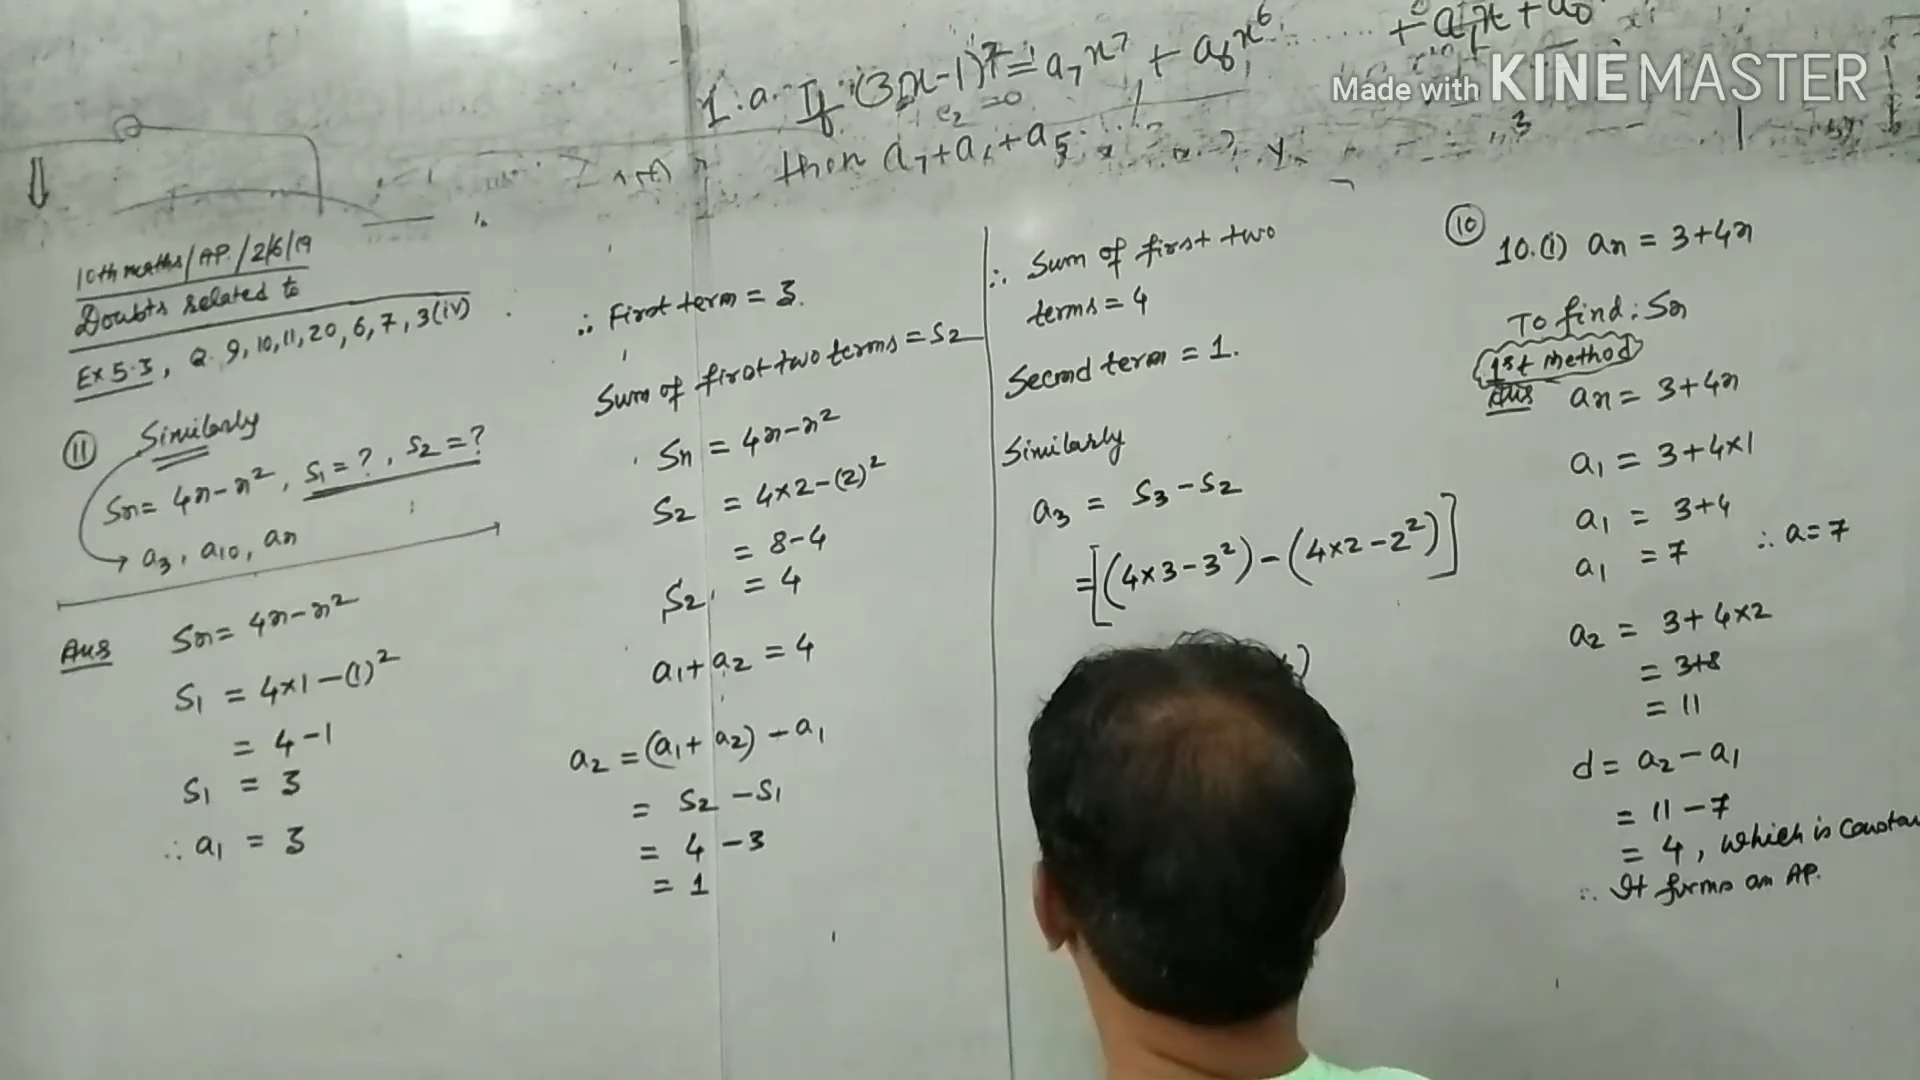 1.a. If (3x-1)^7 = a7x^7 + a6x^6 ........ + a1x + a0
then a7+a6+a5
Made with KINEMASTER
10th maths/AP/2/6/19
Doubts related to
Ex 5.3, Q. 9,10,11,20,6,7,3(iv)
⑪ Similarly
Sn = 4n-n², S1=?, S2=?
a3, a10, an
Ans Sn = 4n-n²
S1 = 4×1-(1)²
= 4-1
S1 = 3
∴ a1 = 3
∴ First term = 3.
Sum of first two terms = S2
Sn = 4n-n²
S2 = 4×2-(2)²
= 8-4
S2 = 4
a1+a2 = 4
a2 = (a1+a2)-a1
= S2-S1
= 4-3
= 1
∴ Sum of first two
terms = 4
Second term = 1.
Similarly
a3 = S3-S2
= [(4×3-3²)-(4×2-2²)]
⑩ 10.(i) an = 3+4n
To find: Sn
1st method
Ans an = 3+4n
a1 = 3+4×1
a1 = 3+4
a1 = 7 ∴ a=7
a2 = 3+4×2
= 3+8
= 11
d = a2-a1
= 11-7
= 4, which is constan
∴ It forms an AP.